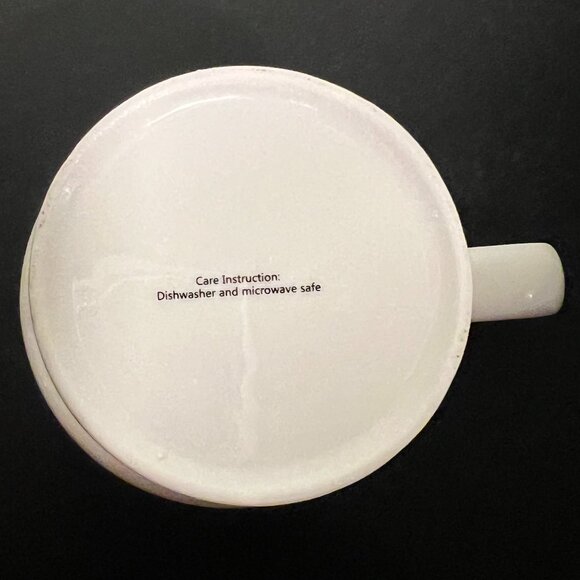 Care Instruction:
Dishwasher and microwave safe